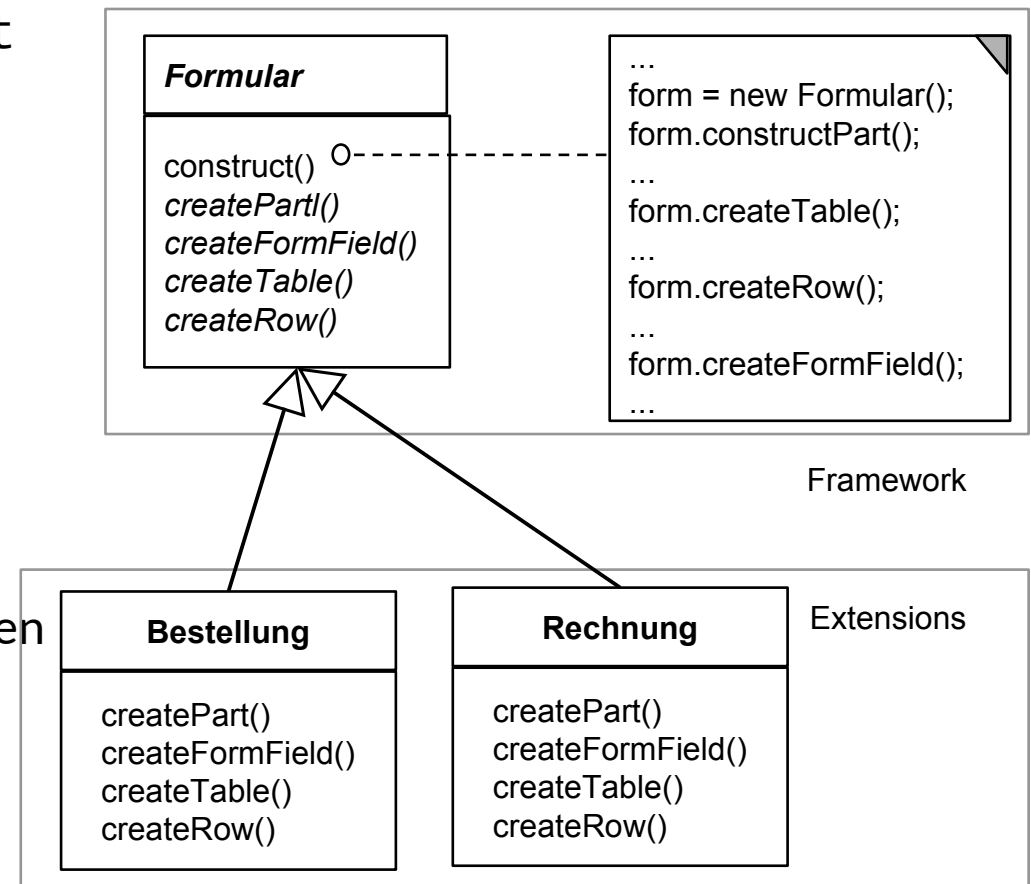 t
Formular
construct()
createPartl()
createFormField()
createTable()
createRow()
...
form = new Formular();
form.constructPart();
...
form.createTable();
...
form.createRow();
...
form.createFormField();
...
Framework
en
Bestellung
createPart()
createFormField()
createTable()
createRow()
Rechnung
createPart()
createFormField()
createTable()
createRow()
Extensions